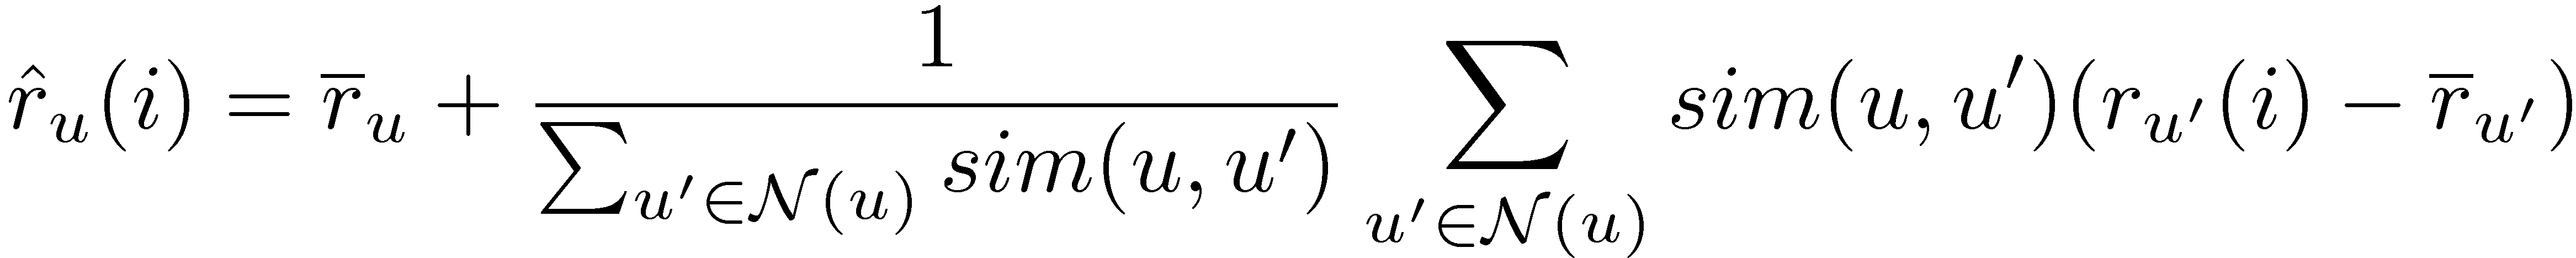 $\hat{r}_u(i) = \overline{r}_u + \frac{1}{\sum_{u' \in \mathcal{N}(u)} sim(u, u')} \sum_{u' \in \mathcal{N}(u)} sim(u, u')(r_{u'}(i) - \overline{r}_{u'})$